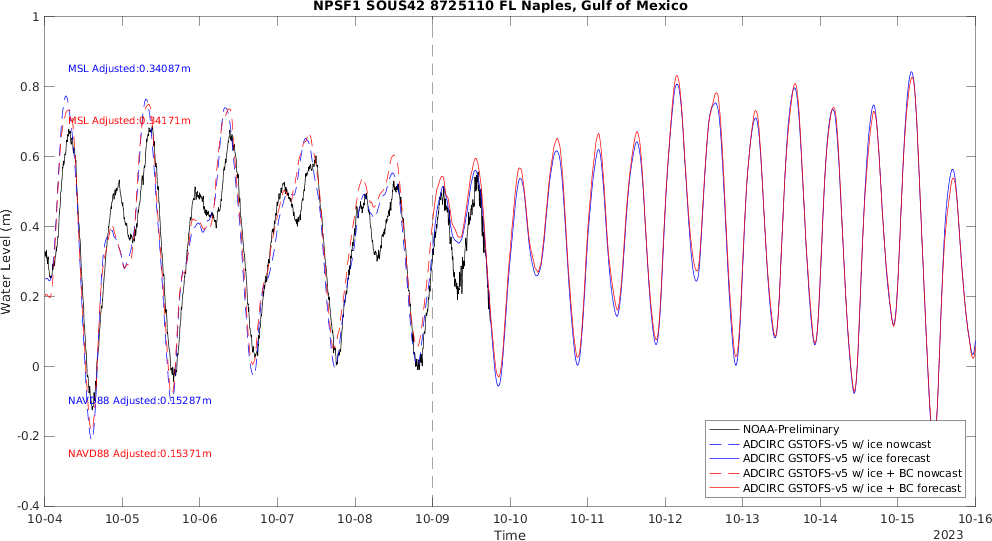 NPSF1 SOUS42 8725110 FL Naples, Gulf of Mexico
1
0.8
0.6
0.4
0.2
0
-0.2
-0.4
Water Level (m)
MSL Adjusted:0.34087m
MSL Adjusted:0.34171m
NAVD88 Adjusted:0.15287m
NAVD88 Adjusted:0.15371m
NOAA-Preliminary
ADCIRC GSTOFS-v5 w/ ice nowcast
ADCIRC GSTOFS-v5 w/ ice forecast
ADCIRC GSTOFS-v5 w/ ice + BC nowcast
ADCIRC GSTOFS-v5 w/ ice + BC forecast
10-04 10-05 10-06 10-07 10-08 10-09 10-10 10-11 10-12 10-13 10-14 10-15 10-16
Time
2023